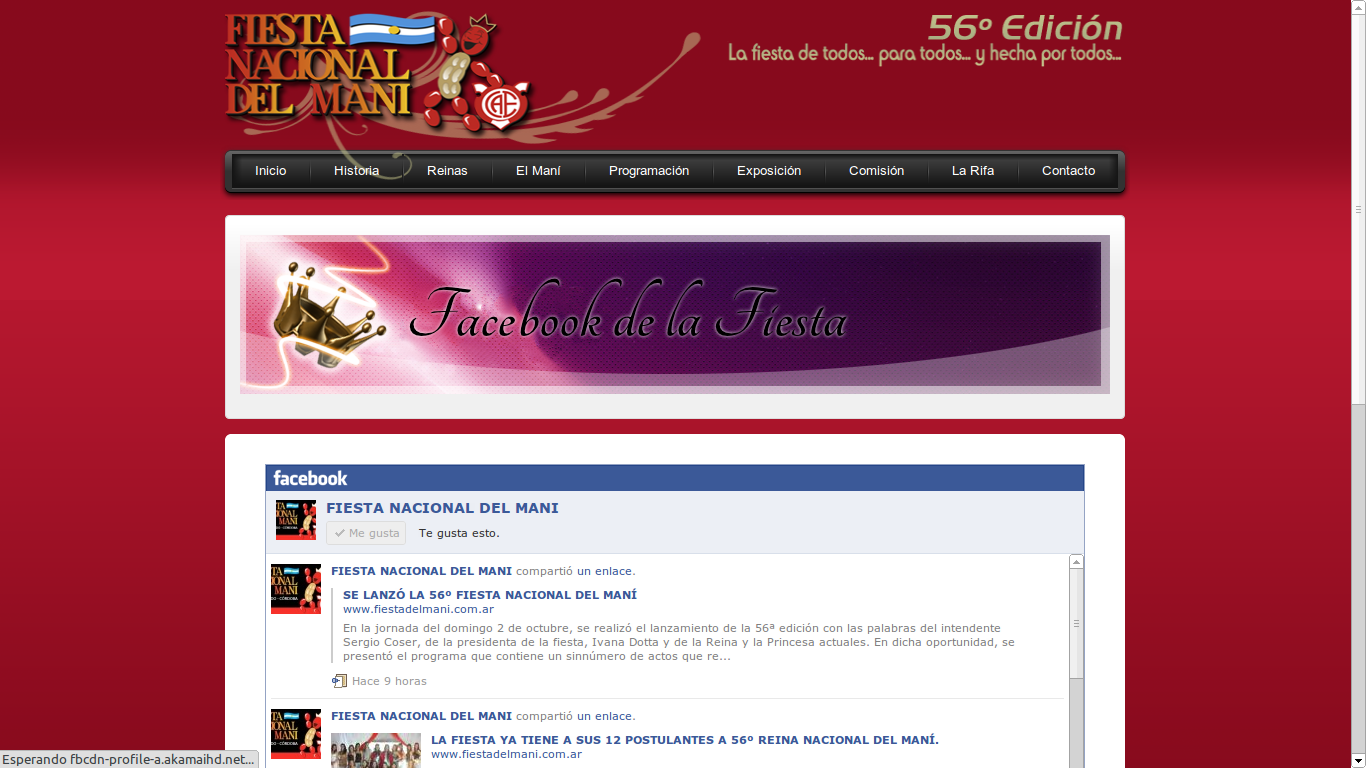 FIESTA
NACIONAL
DEL MANI
CAE
56º Edición
La fiesta de todos... para todos... y hecha por todos...
Inicio Historia Reinas El Maní Programación Exposición Comisión La Rifa Contacto
Facebook de la Fiesta
facebook
FIESTA NACIONAL DEL MANI
Me gusta Te gusta esto.
FIESTA NACIONAL DEL MANI compartió un enlace.
SE LANZÓ LA 56º FIESTA NACIONAL DEL MANÍ
www.fiestadelmani.com.ar
En la jornada del domingo 2 de octubre, se realizó el lanzamiento de la 56ª edición con las palabras del intendente
Sergio Coser, de la presidenta de la fiesta, Ivana Dotta y de la Reina y la Princesa actuales. En dicha oportunidad, se
presentó el programa que contiene un sinnúmero de actos que re...
Hace 9 horas
FIESTA NACIONAL DEL MANI compartió un enlace.
LA FIESTA YA TIENE A SUS 12 POSTULANTES A 56º REINA NACIONAL DEL MANÍ.
www.fiestadelmani.com.ar
Esperando fbcdn-profile-a.akamaihd.net...